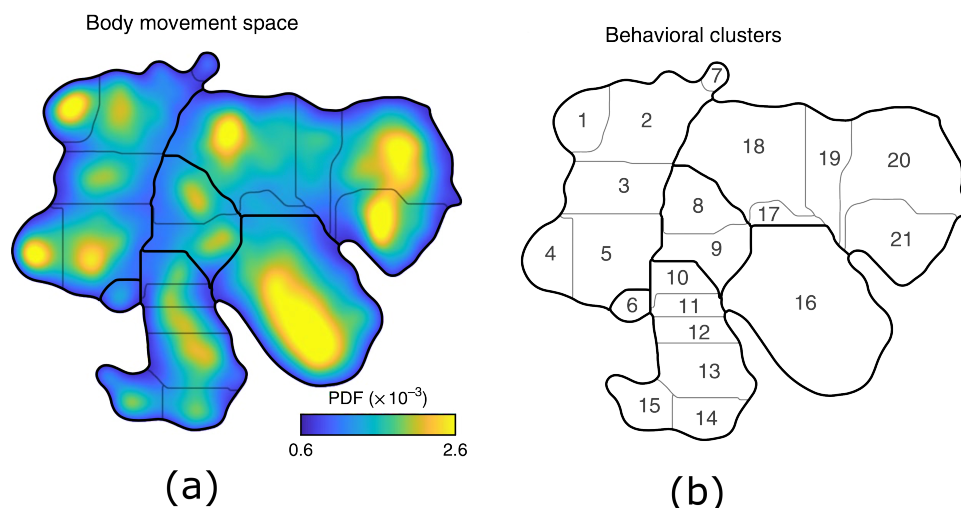 Body movement space
PDF (×10⁻³)
0.6 2.6
(a)
Behavioral clusters
7
1 2
18 19 20
3
8 17
4 5 9 21
10
6 11 16
12
13
15 14
(b)